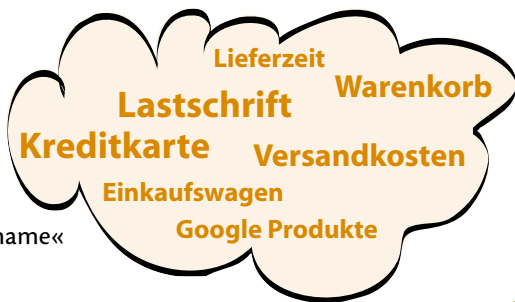 Lieferzeit
Warenkorb
Lastschrift
Kreditkarte
Versandkosten
Einkaufswagen
Google Produkte
name«